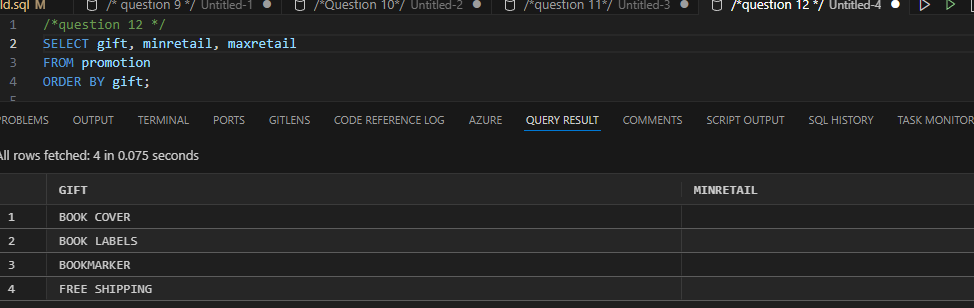 ld.sql M /* question 9 */ Untitled-1 /*Question 10*/ Untitled-2 /*question 11*/ Untitled-3 /*question 12 */ Untitled-4
1 /*question 12 */
2 SELECT gift, minretail, maxretail
3 FROM promotion
4 ORDER BY gift;
5
ROBLEMS OUTPUT TERMINAL PORTS GITLENS CODE REFERENCE LOG AZURE QUERY RESULT COMMENTS SCRIPT OUTPUT SQL HISTORY TASK MONITOR
All rows fetched: 4 in 0.075 seconds
GIFT MINRETAIL
1 BOOK COVER
2 BOOK LABELS
3 BOOKMARKER
4 FREE SHIPPING